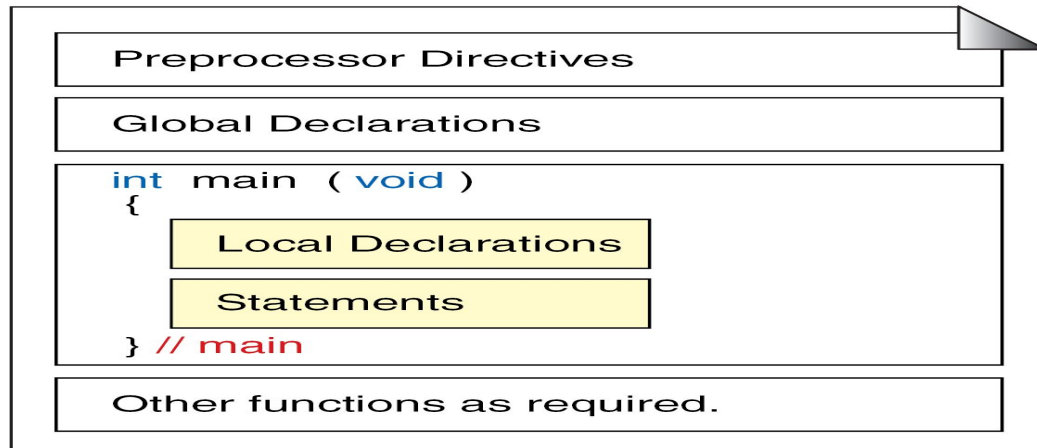 Preprocessor Directives
Global Declarations
int main ( void )
{
Local Declarations
Statements
} // main
Other functions as required.